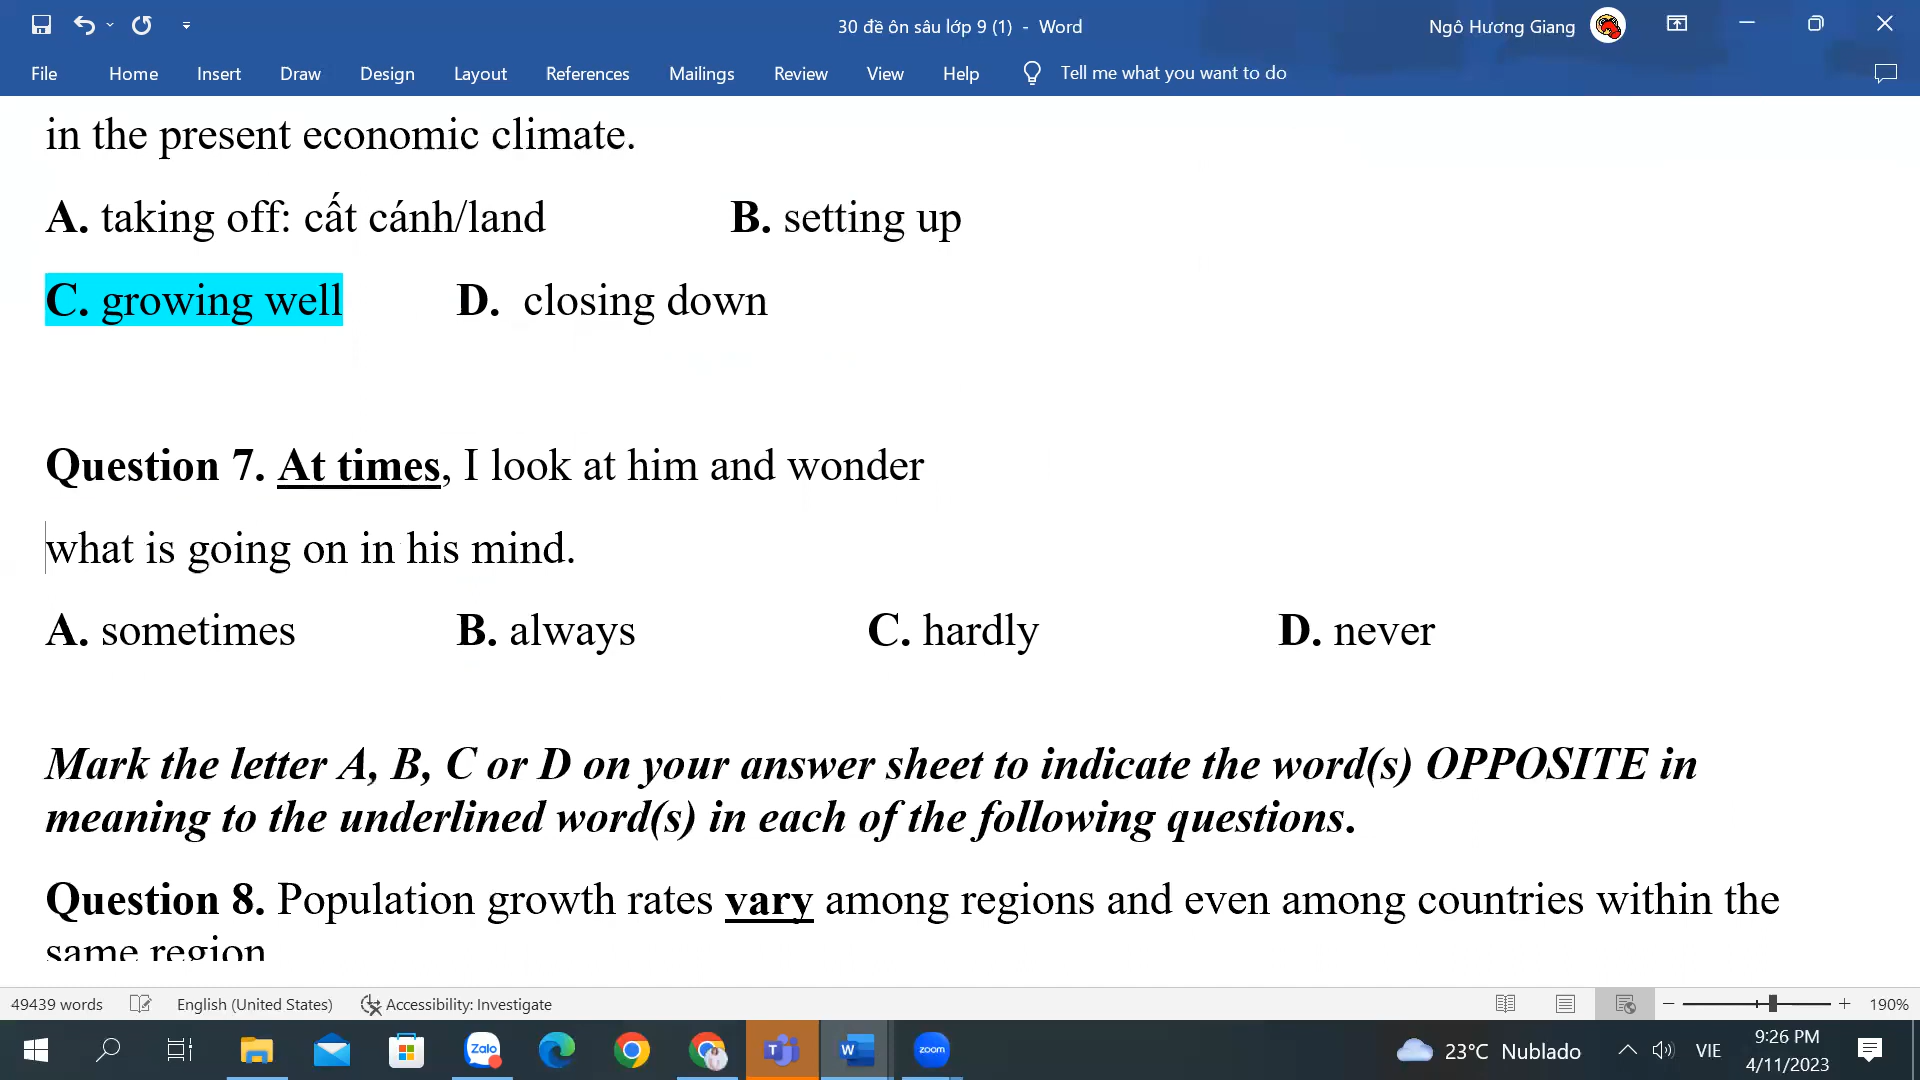 30 đề ôn sâu lớp 9 (1) - Word
Ngô Hương Giang
File Home Insert Draw Design Layout References Mailings Review View Help Tell me what you want to do
in the present economic climate.
A. taking off: cất cánh/land B. setting up
C. growing well D. closing down
Question 7. At times, I look at him and wonder
what is going on in his mind.
A. sometimes B. always C. hardly D. never
Mark the letter A, B, C or D on your answer sheet to indicate the word(s) OPPOSITE in
meaning to the underlined word(s) in each of the following questions.
Question 8. Population growth rates vary among regions and even among countries within the
same region
49439 words English (United States) Accessibility: Investigate 190%
Zalo zoom 23°C Nublado VIE 9:26 PM
4/11/2023